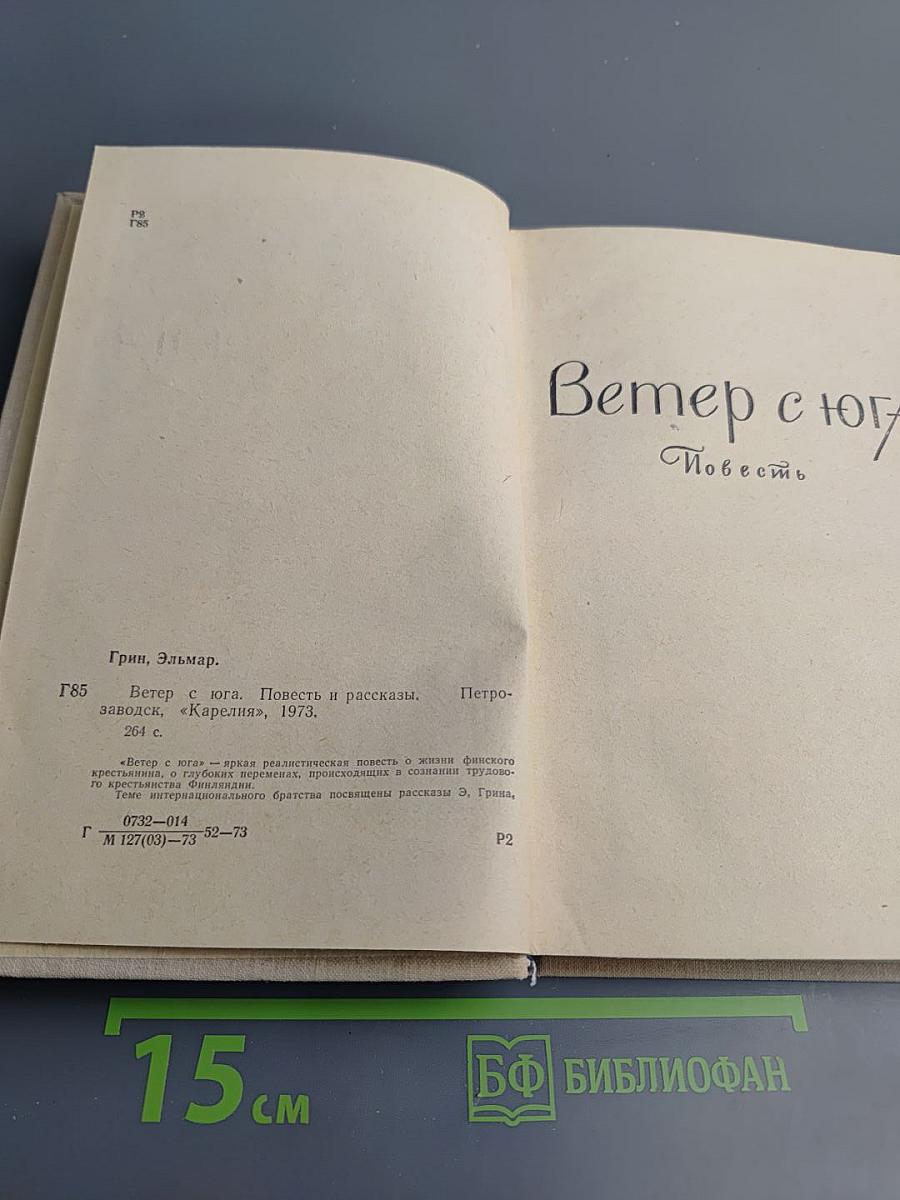 Р2
Г85
Грин, Эльмар.
Г85 Ветер с юга. Повесть и рассказы. Петро-
заводск, «Карелия», 1973.
264 с.
«Ветер с юга» — яркая реалистическая повесть о жизни финского
крестьянина, о глубоких переменах, происходящих в сознании трудово-
го крестьянства Финляндии.
Теме интернационального братства посвящены рассказы Э, Грина,
Г 0732—014
М 127(03)—73 52—73
Р2
Ветер с юга
Повесть
15 см
БФ БИБЛИОФАН